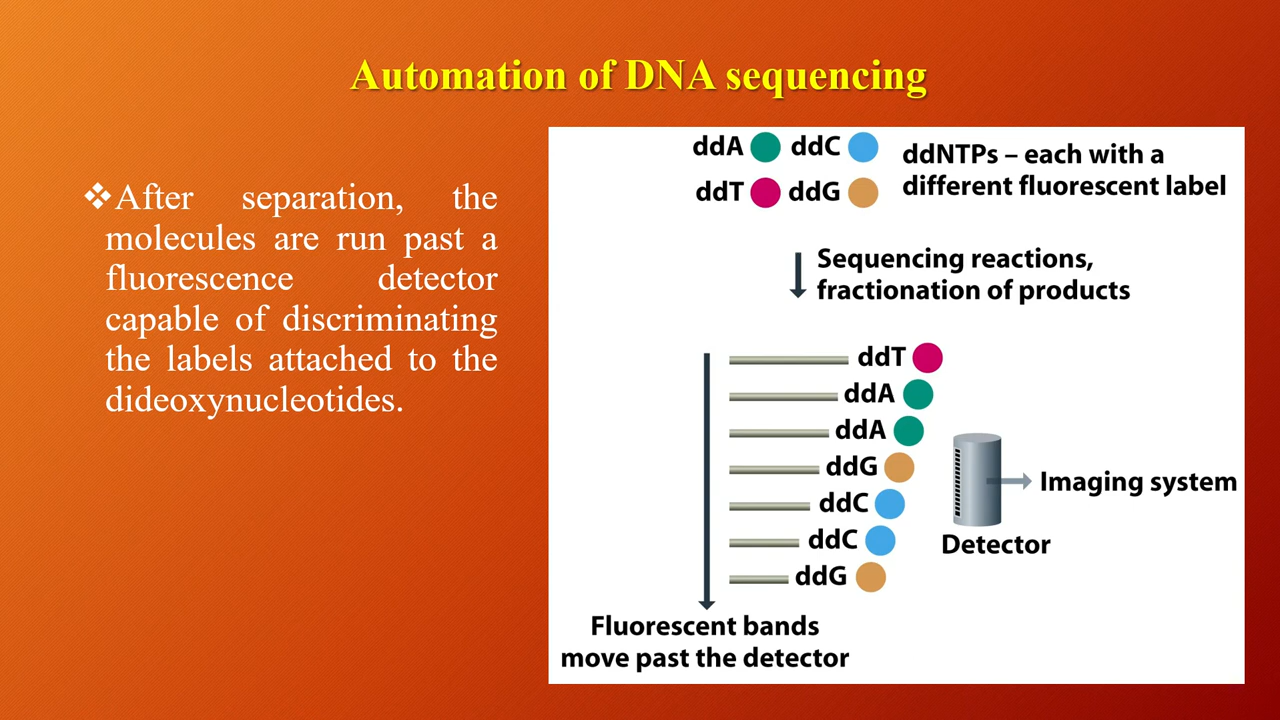 Automation of DNA sequencing
❖After separation, the
molecules are run past a
fluorescence detector
capable of discriminating
the labels attached to the
dideoxynucleotides.
ddA ddC
ddT ddG
ddNTPs – each with a
different fluorescent label
Sequencing reactions,
fractionation of products
ddT
ddA
ddA
ddG
ddC
ddC
ddG
Imaging system
Detector
Fluorescent bands
move past the detector